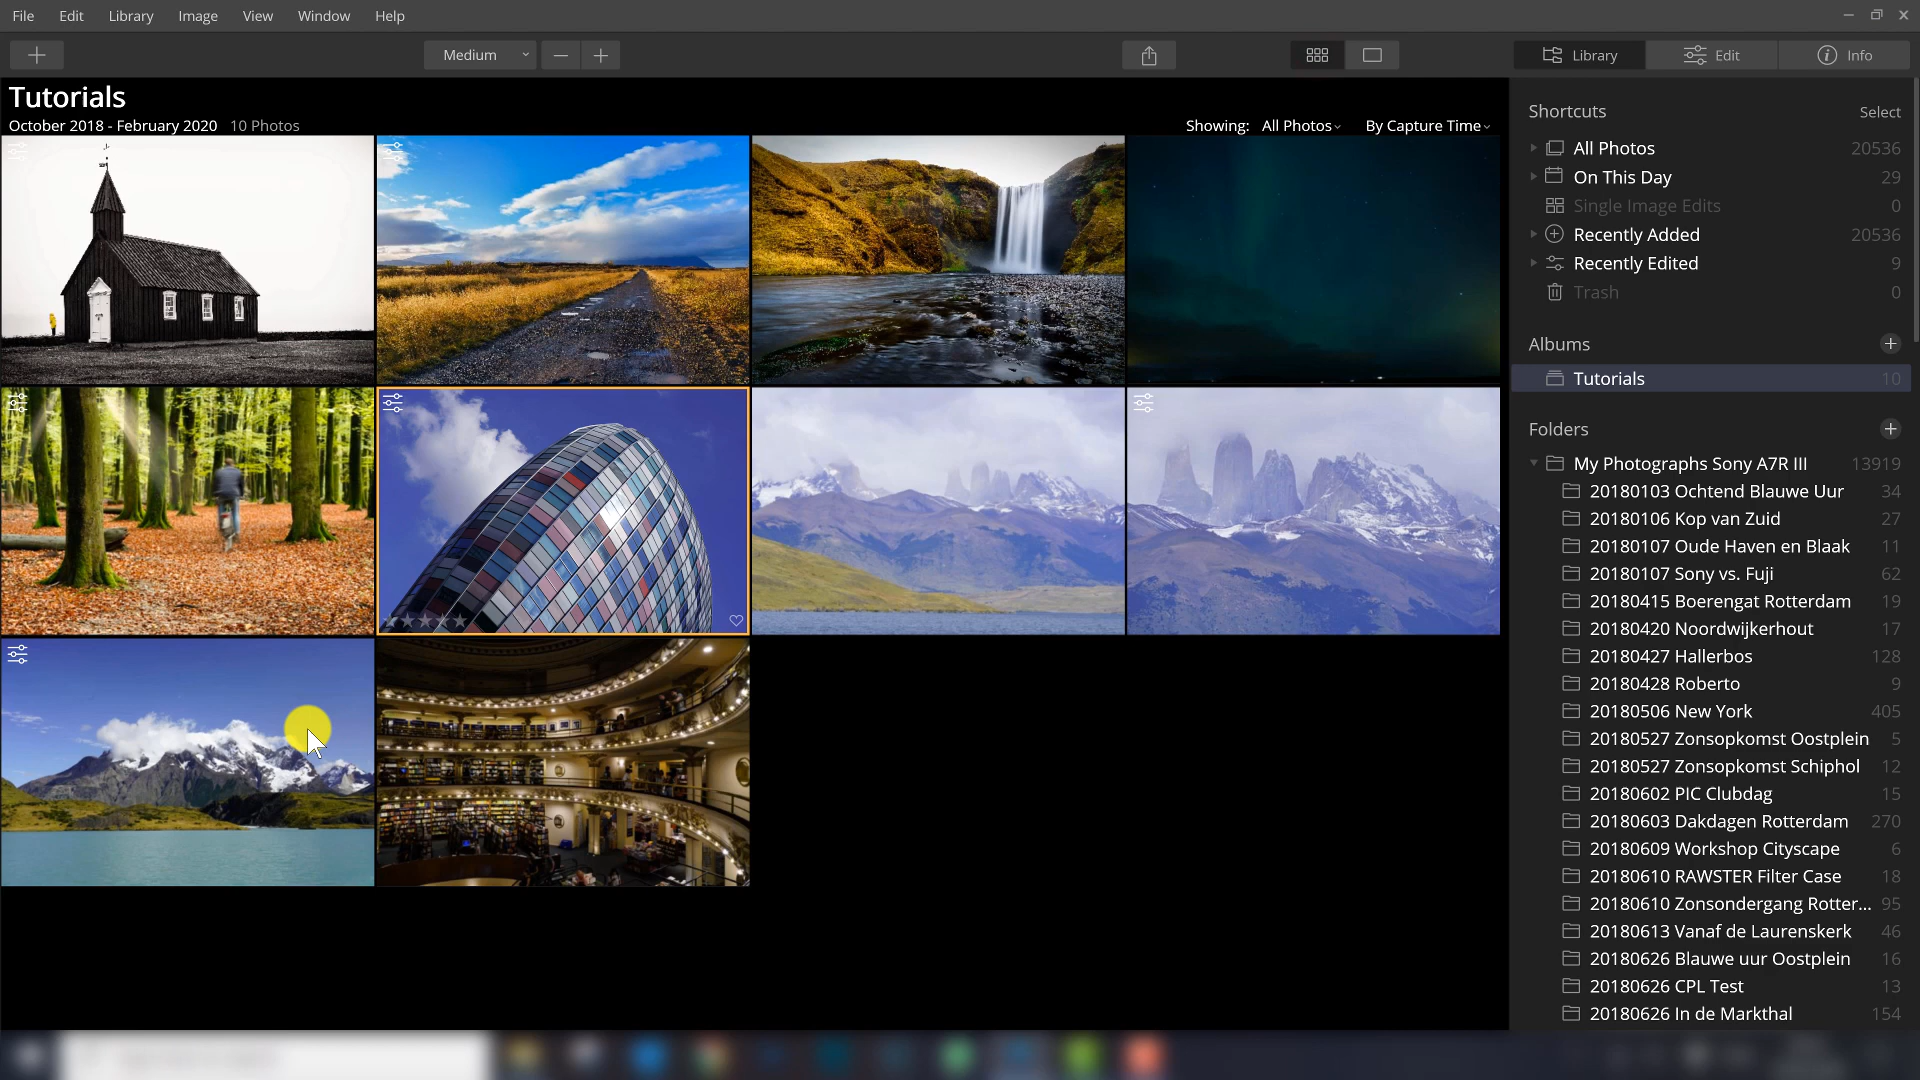 File Edit Library Image View Window Help
Medium Library Edit Info
Tutorials
October 2018 - February 2020 10 Photos
Showing: All Photos By Capture Time
Shortcuts Select
All Photos 20536
On This Day 29
Single Image Edits 0
Recently Added 20536
Recently Edited 9
Trash 0
Albums
Tutorials 10
Folders
My Photographs Sony A7R III 13919
20180103 Ochtend Blauwe Uur 34
20180106 Kop van Zuid 27
20180107 Oude Haven en Blaak 11
20180107 Sony vs. Fuji 62
20180415 Boerengat Rotterdam 19
20180420 Noordwijkerhout 17
20180427 Hallerbos 128
20180428 Roberto 9
20180506 New York 405
20180527 Zonsopkomst Oostplein 5
20180527 Zonsopkomst Schiphol 12
20180602 PIC Clubdag 15
20180603 Dakdagen Rotterdam 270
20180609 Workshop Cityscape 6
20180610 RAWSTER Filter Case 18
20180610 Zonsondergang Rotter... 95
20180613 Vanaf de Laurenskerk 46
20180626 Blauwe uur Oostplein 16
20180626 CPL Test 13
20180626 In de Markthal 154